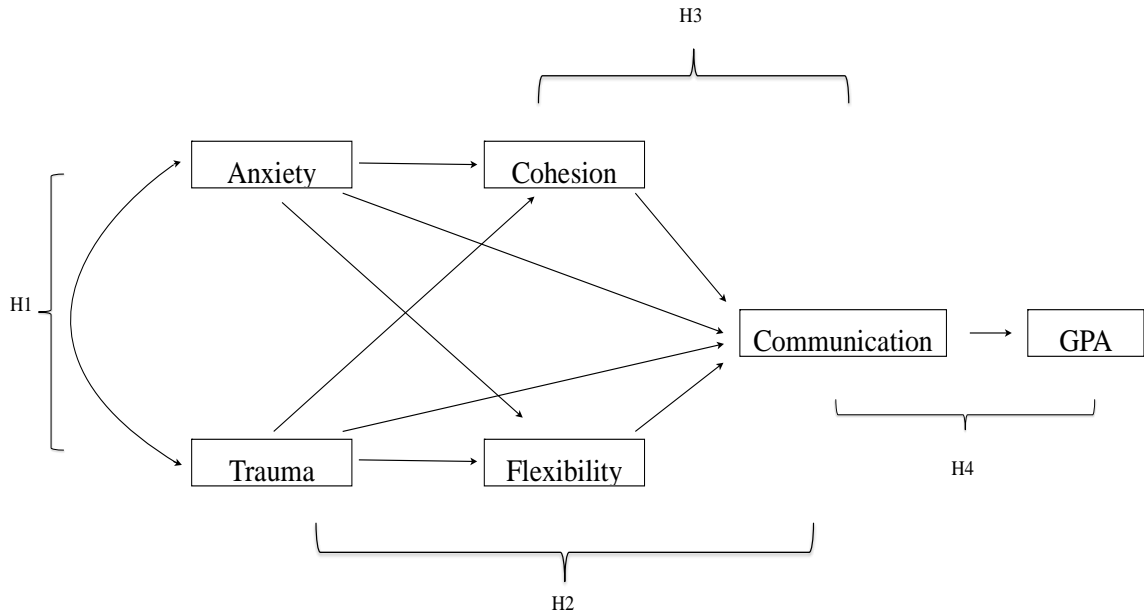 H3
Anxiety
Cohesion
H1
Communication
GPA
Trauma
Flexibility
H4
H2